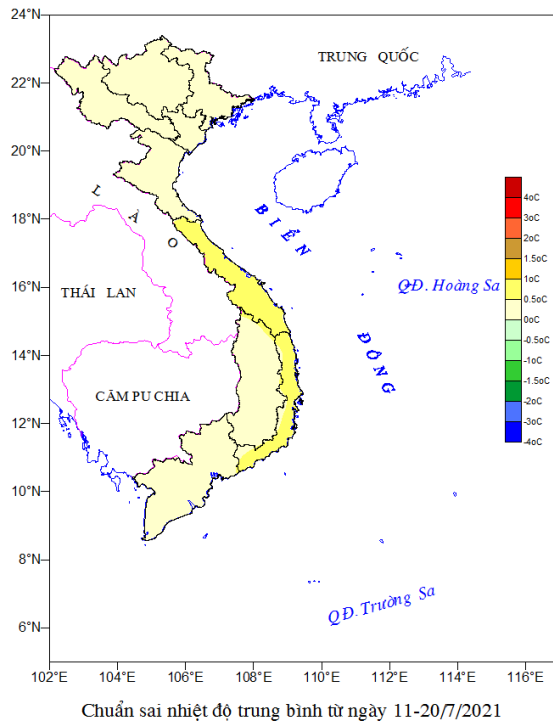 24°N
22°N
20°N
18°N
16°N
14°N
12°N
10°N
8°N
6°N
102°E
104°E
106°E
108°E
110°E
112°E
114°E
116°E
TRUNG QUỐC
LÀO
BIỂN ĐÔNG
THÁI LAN
QĐ. Hoàng Sa
CĂM PU CHIA
QĐ. Trường Sa
4oC
3oC
2oC
1.5oC
1oC
0.5oC
0oC
-0.5oC
-1oC
-1.5oC
-2oC
-3oC
-4oC
Chuẩn sai nhiệt độ trung bình từ ngày 11-20/7/2021